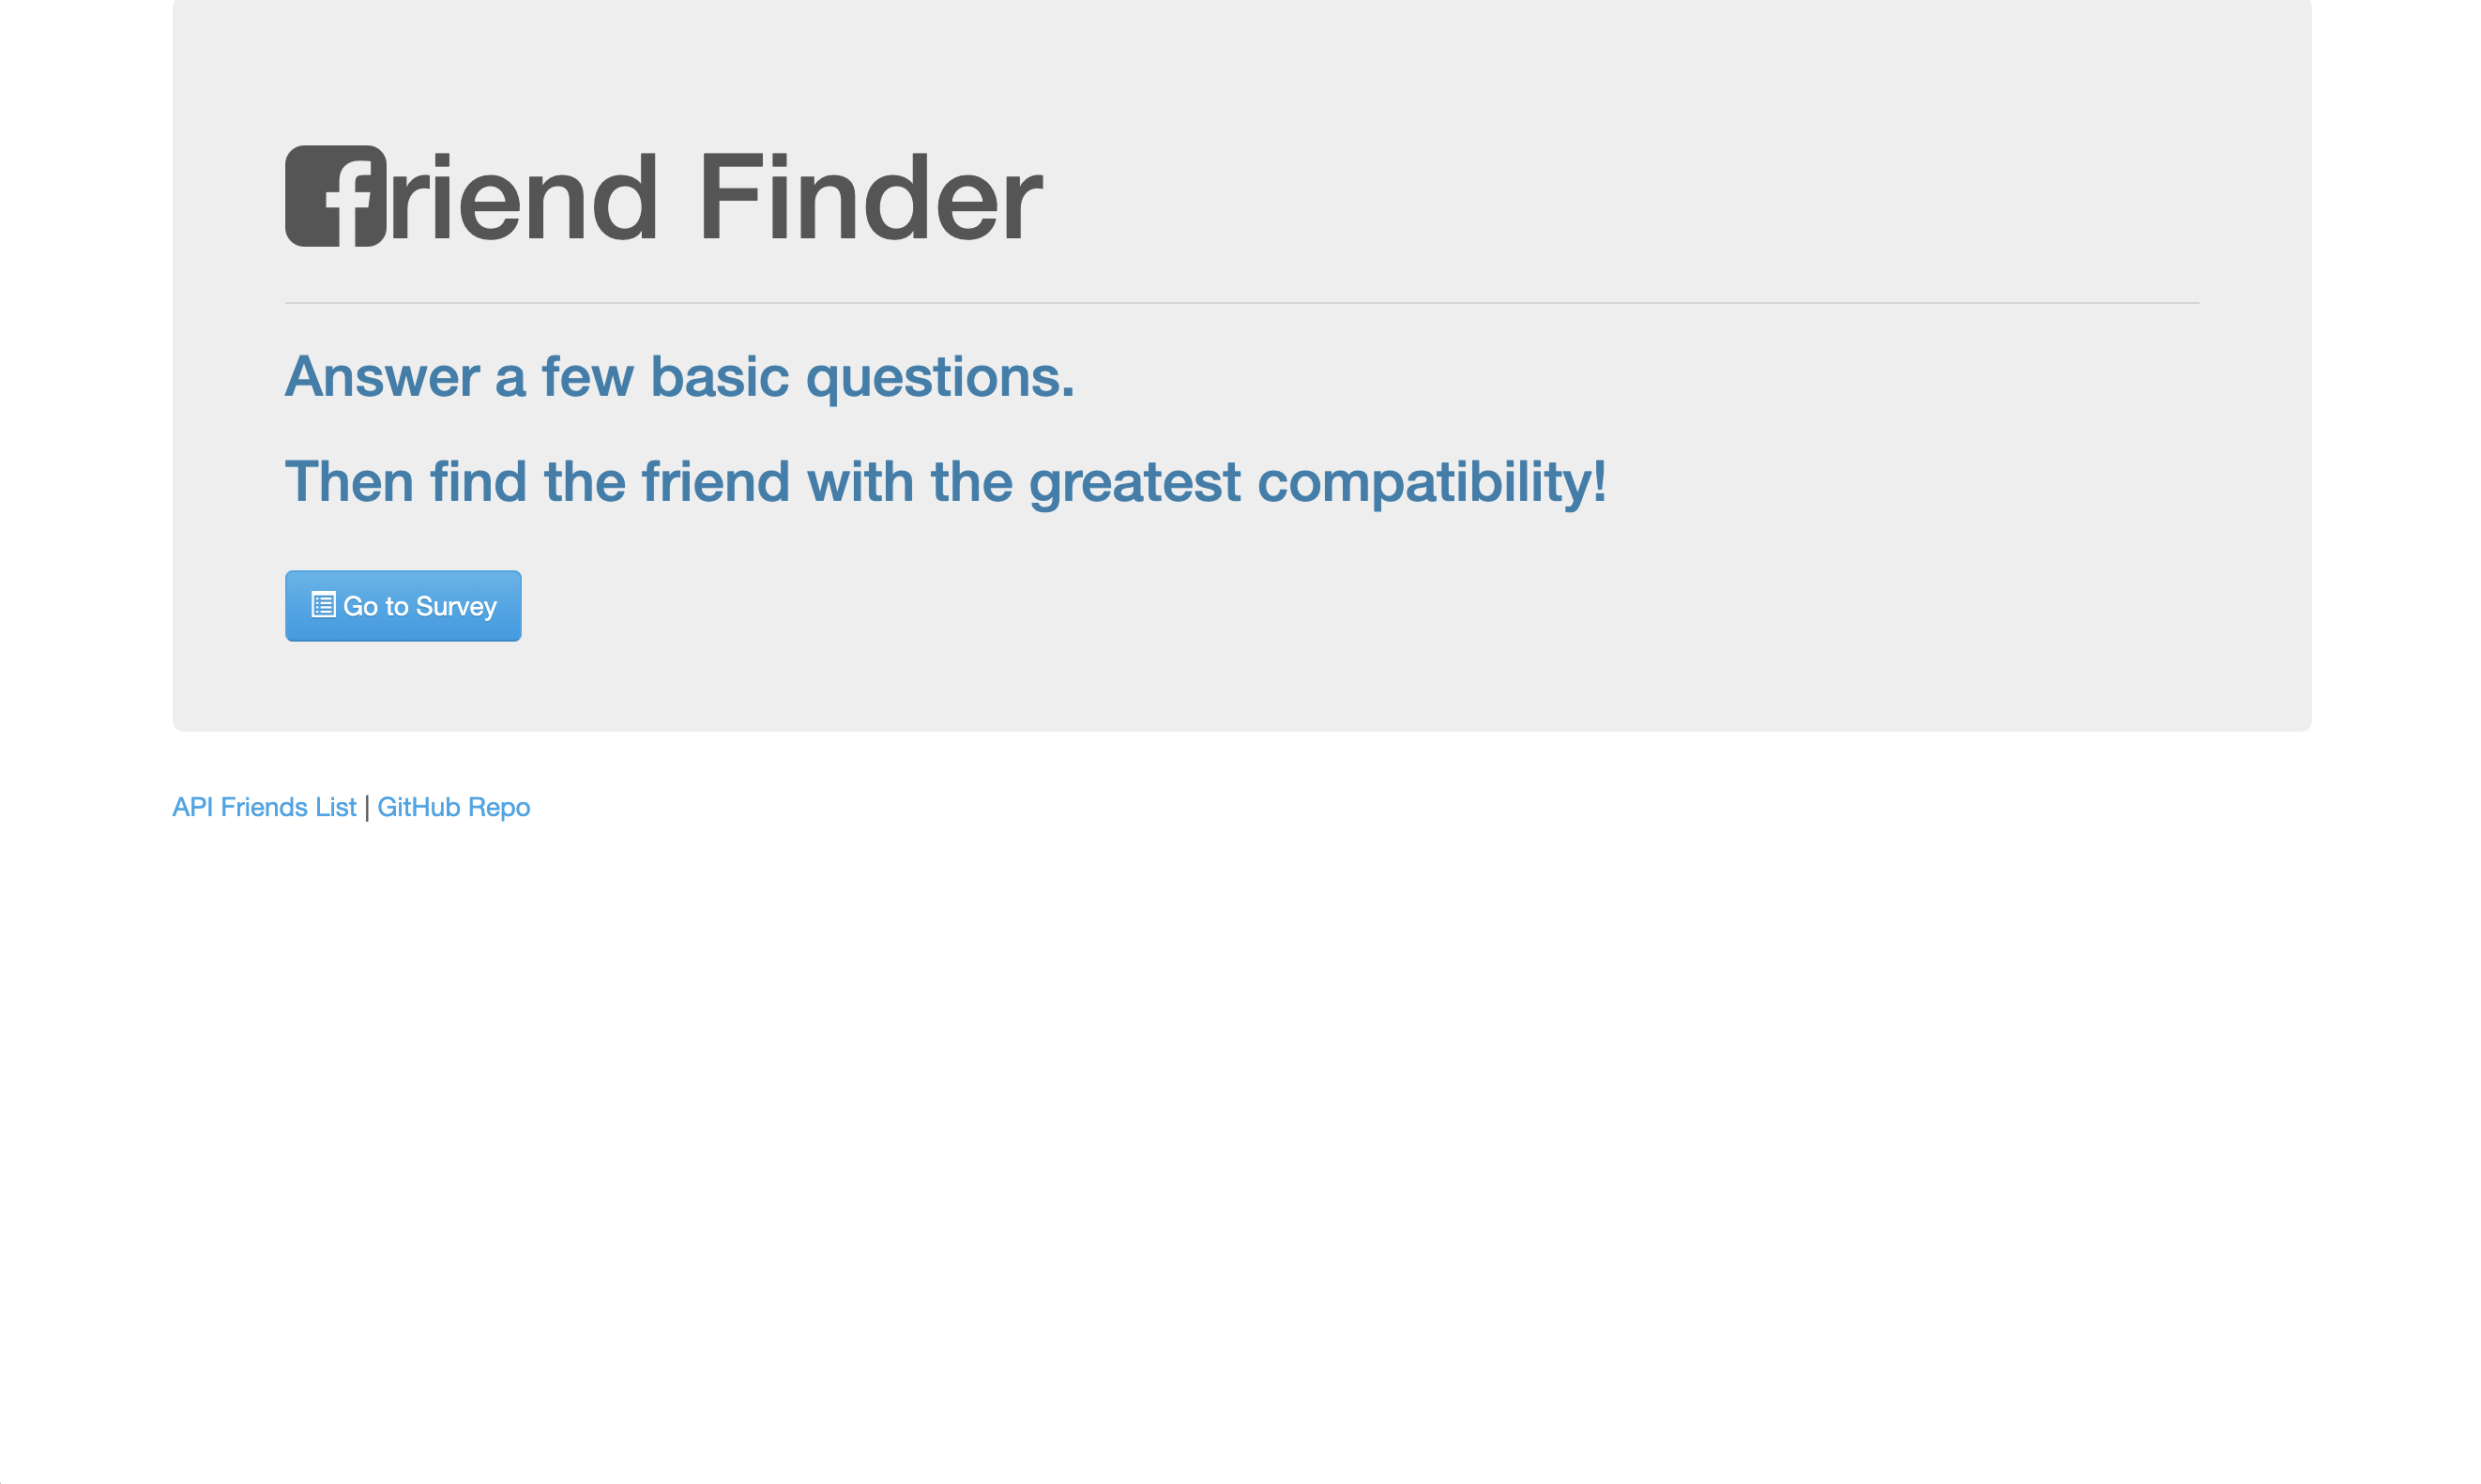 friend Finder
Answer a few basic questions.
Then find the friend with the greatest compatibility!
Go to Survey
API Friends List | GitHub Repo